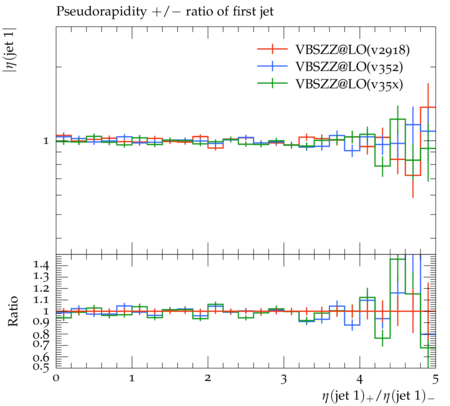 Pseudorapidity +/− ratio of first jet
|η(jet 1|
VBSZZ@LO(v2918)
VBSZZ@LO(v352)
VBSZZ@LO(v35x)
1
Ratio
1.4
1.3
1.2
1.1
1
0.9
0.8
0.7
0.6
0.5
0 1 2 3 4 5
η(jet 1)₊/η(jet 1)₋